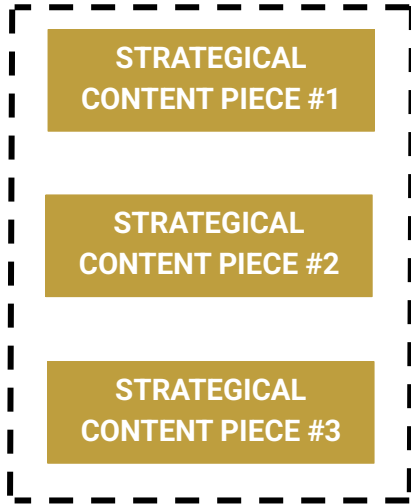 STRATEGICAL
CONTENT PIECE #1
STRATEGICAL
CONTENT PIECE #2
STRATEGICAL
CONTENT PIECE #3